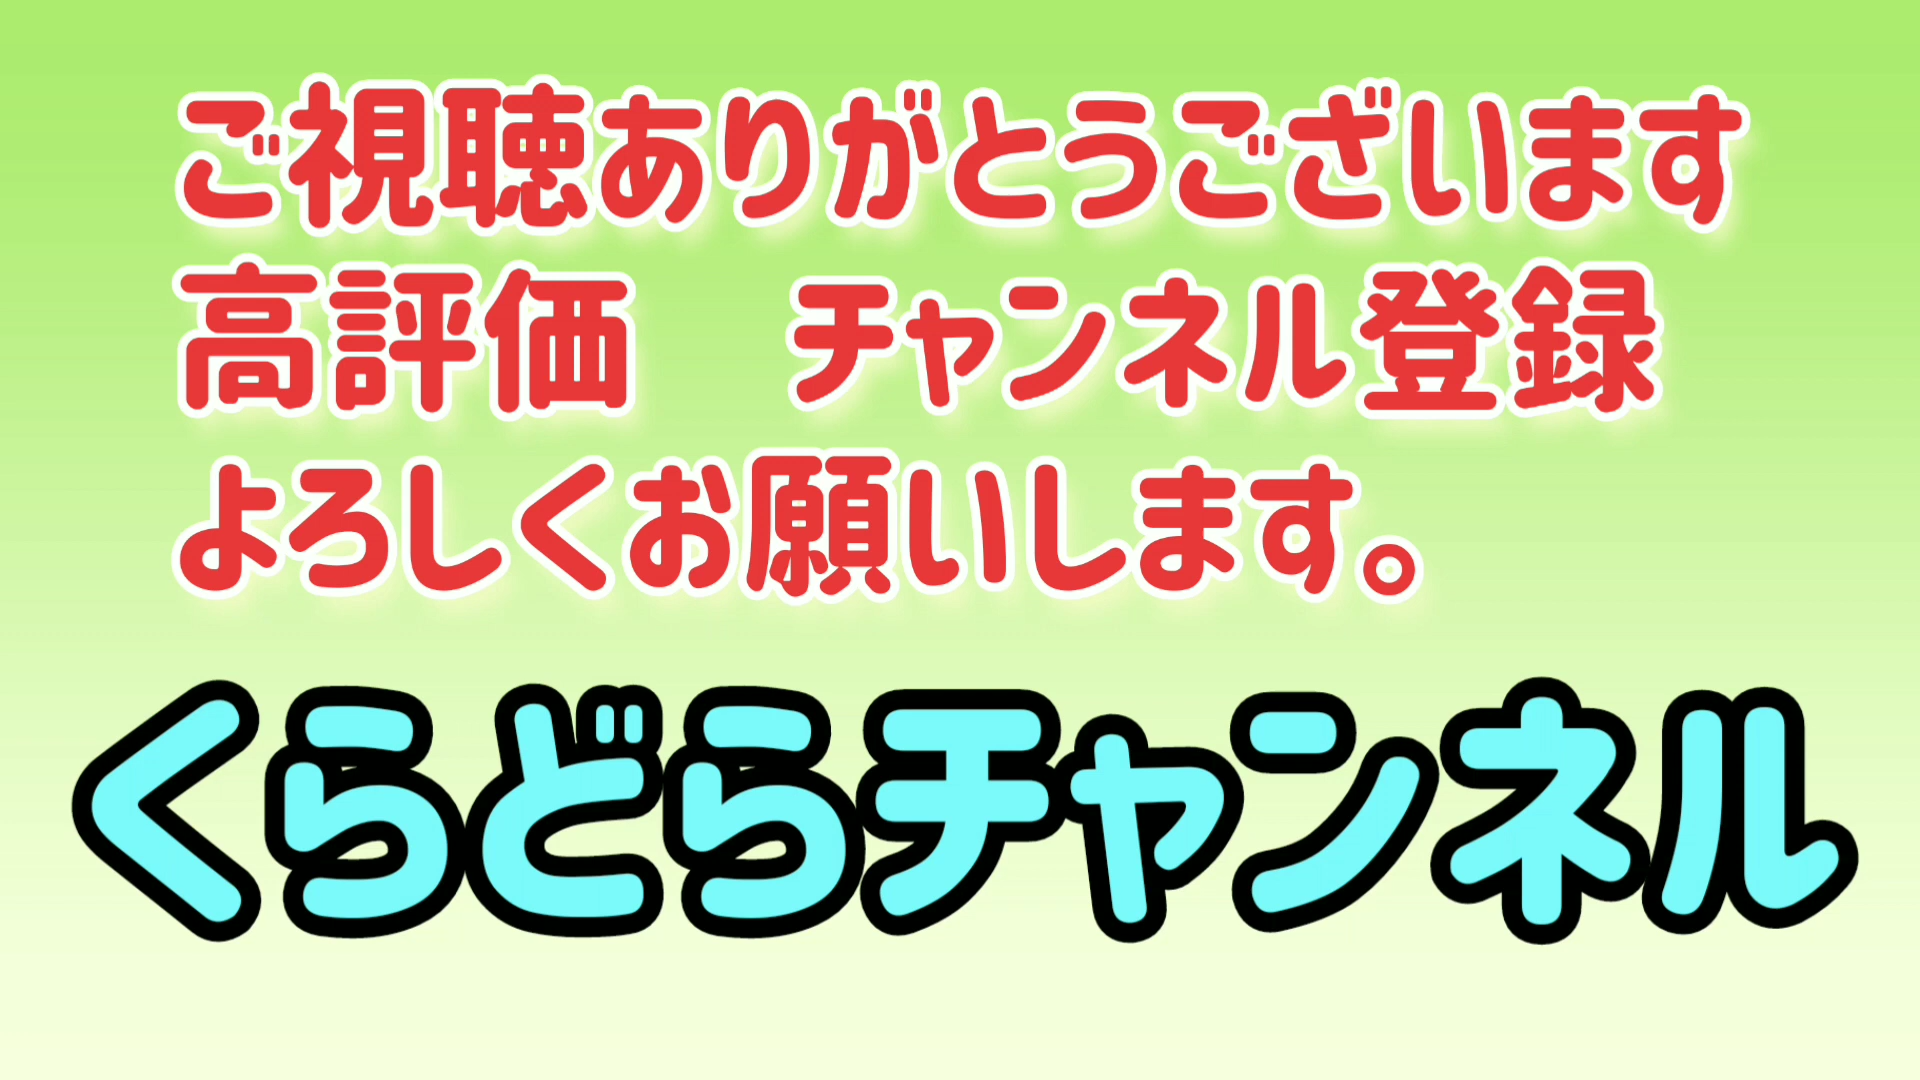 ご視聴ありがとうございます
高評価　チャンネル登録
よろしくお願いします。
くらどらチャンネル